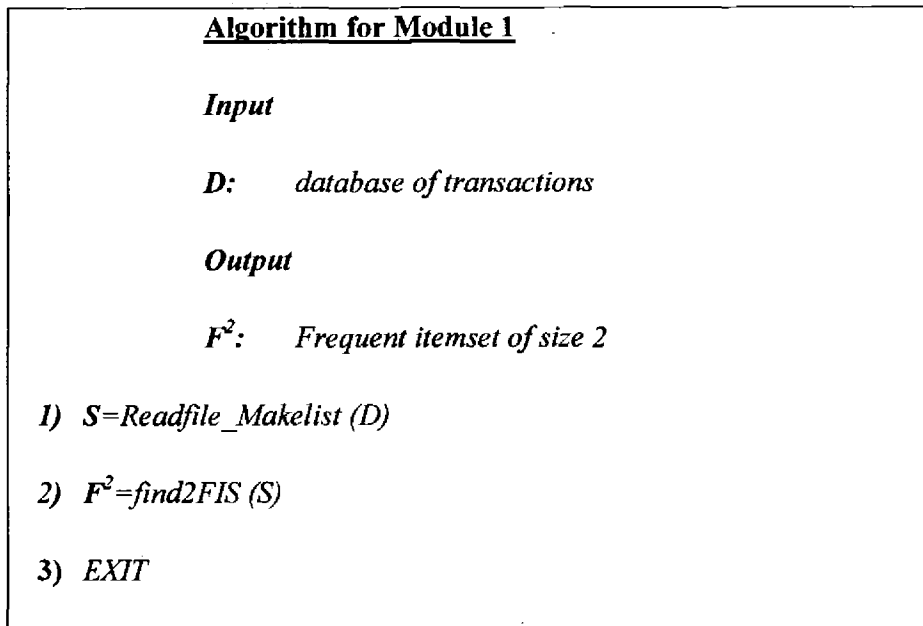 Algorithm for Module 1
Input
D: database of transactions
Output
F²: Frequent itemset of size 2
1) S=Readfile_Makelist (D)
2) F²=find2FIS (S)
3) EXIT